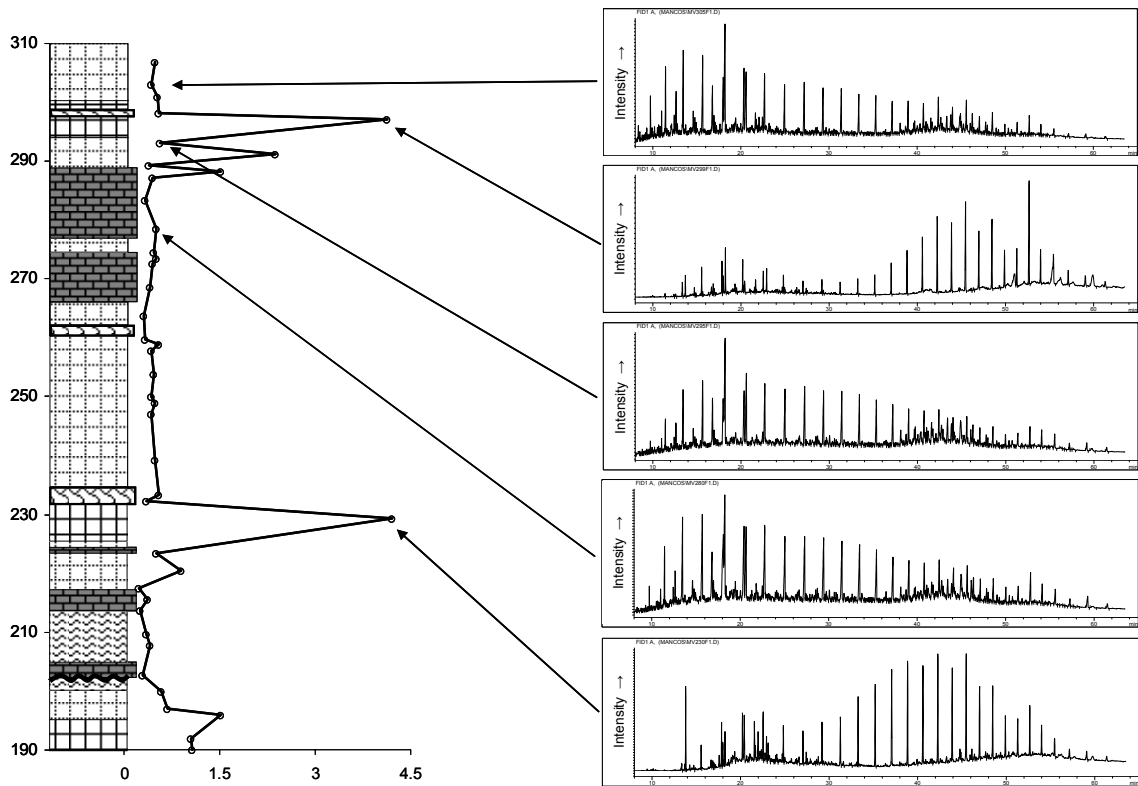 310
290
270
250
230
210
190
0 1.5 3 4.5
FID1 A, (MANCOS\MV305F1.D)
Intensity →
10 20 30 40 50 60 min
FID1 A, (MANCOS\MV299F1.D)
Intensity →
10 20 30 40 50 60 min
FID1 A, (MANCOS\MV295F1.D)
Intensity →
10 20 30 40 50 60 min
FID1 A, (MANCOS\MV280F1.D)
Intensity →
10 20 30 40 50 60 min
FID1 A, (MANCOS\MV230F1.D)
Intensity →
10 20 30 40 50 60 min